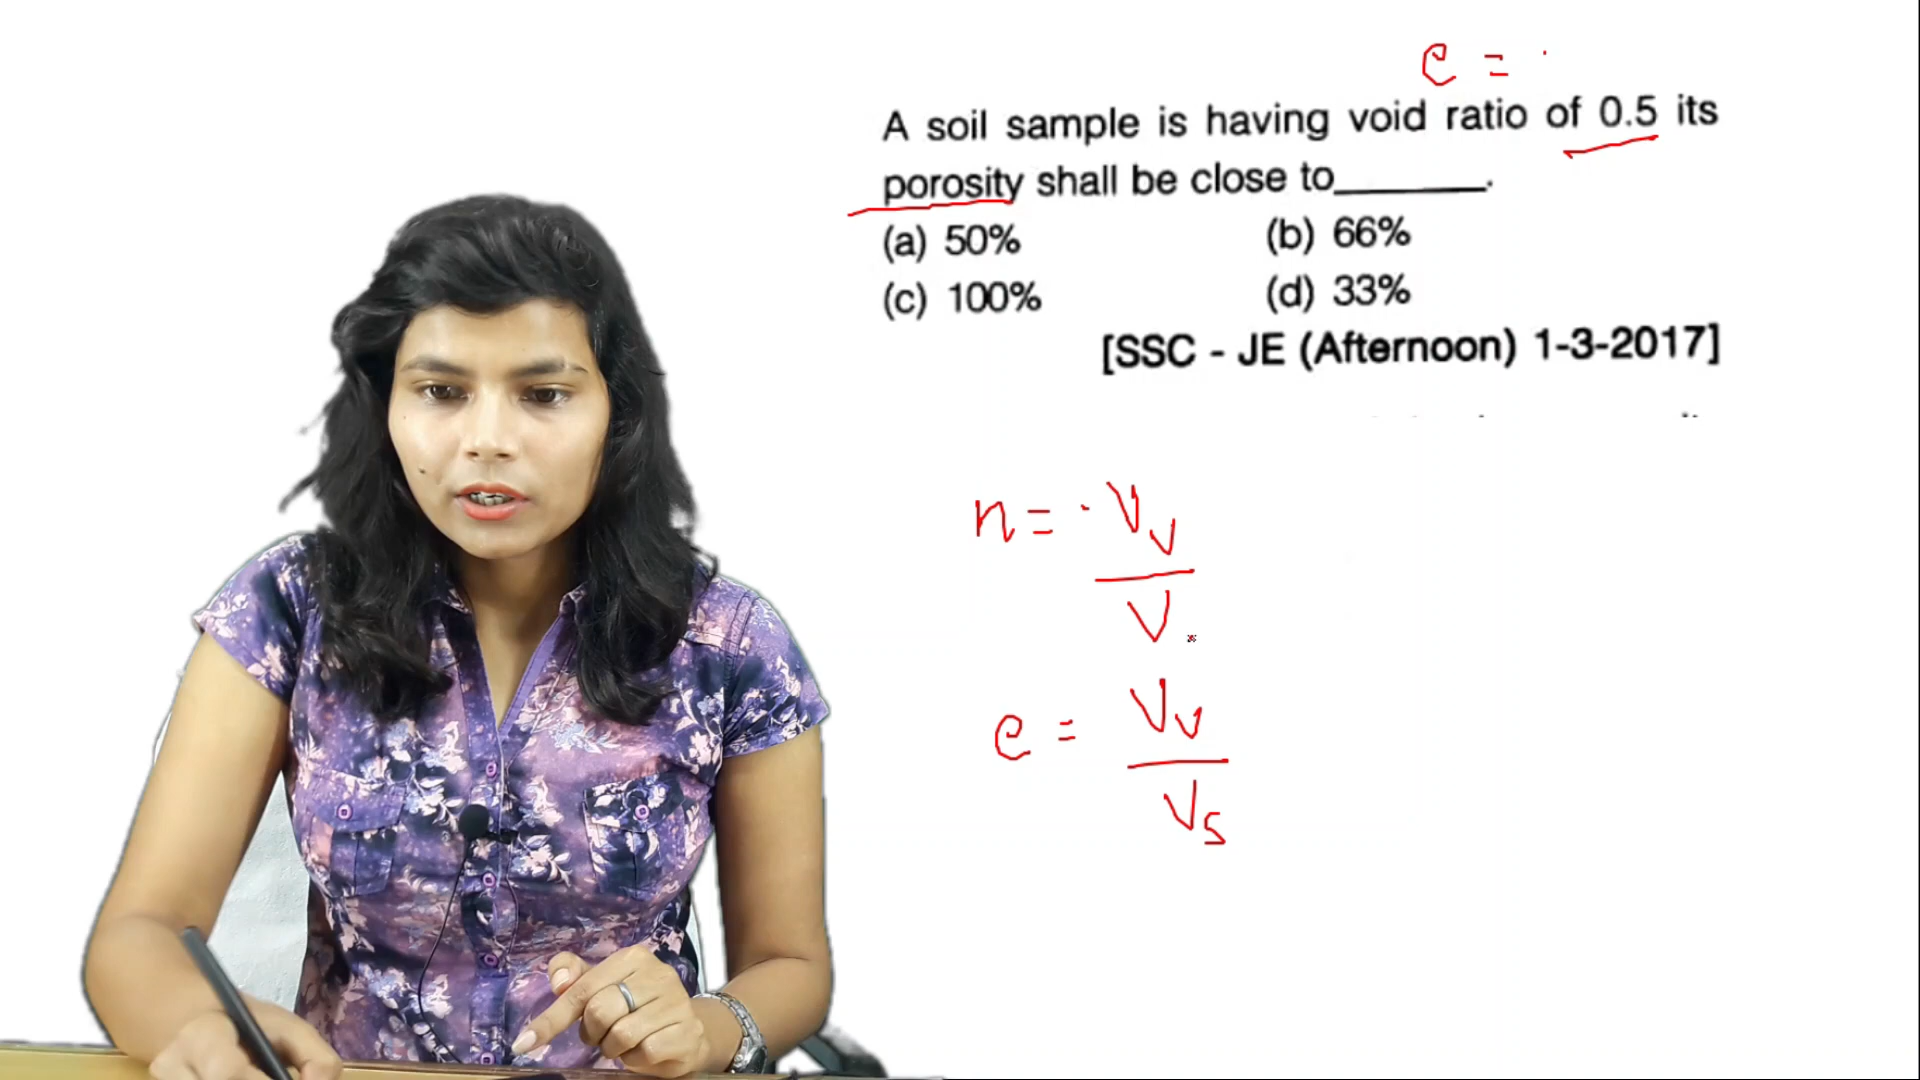 e =
A soil sample is having void ratio of 0.5 its
porosity shall be close to_______.
(a) 50% (b) 66%
(c) 100% (d) 33%
[SSC - JE (Afternoon) 1-3-2017]
n = Vv
V
e = Vv
Vs